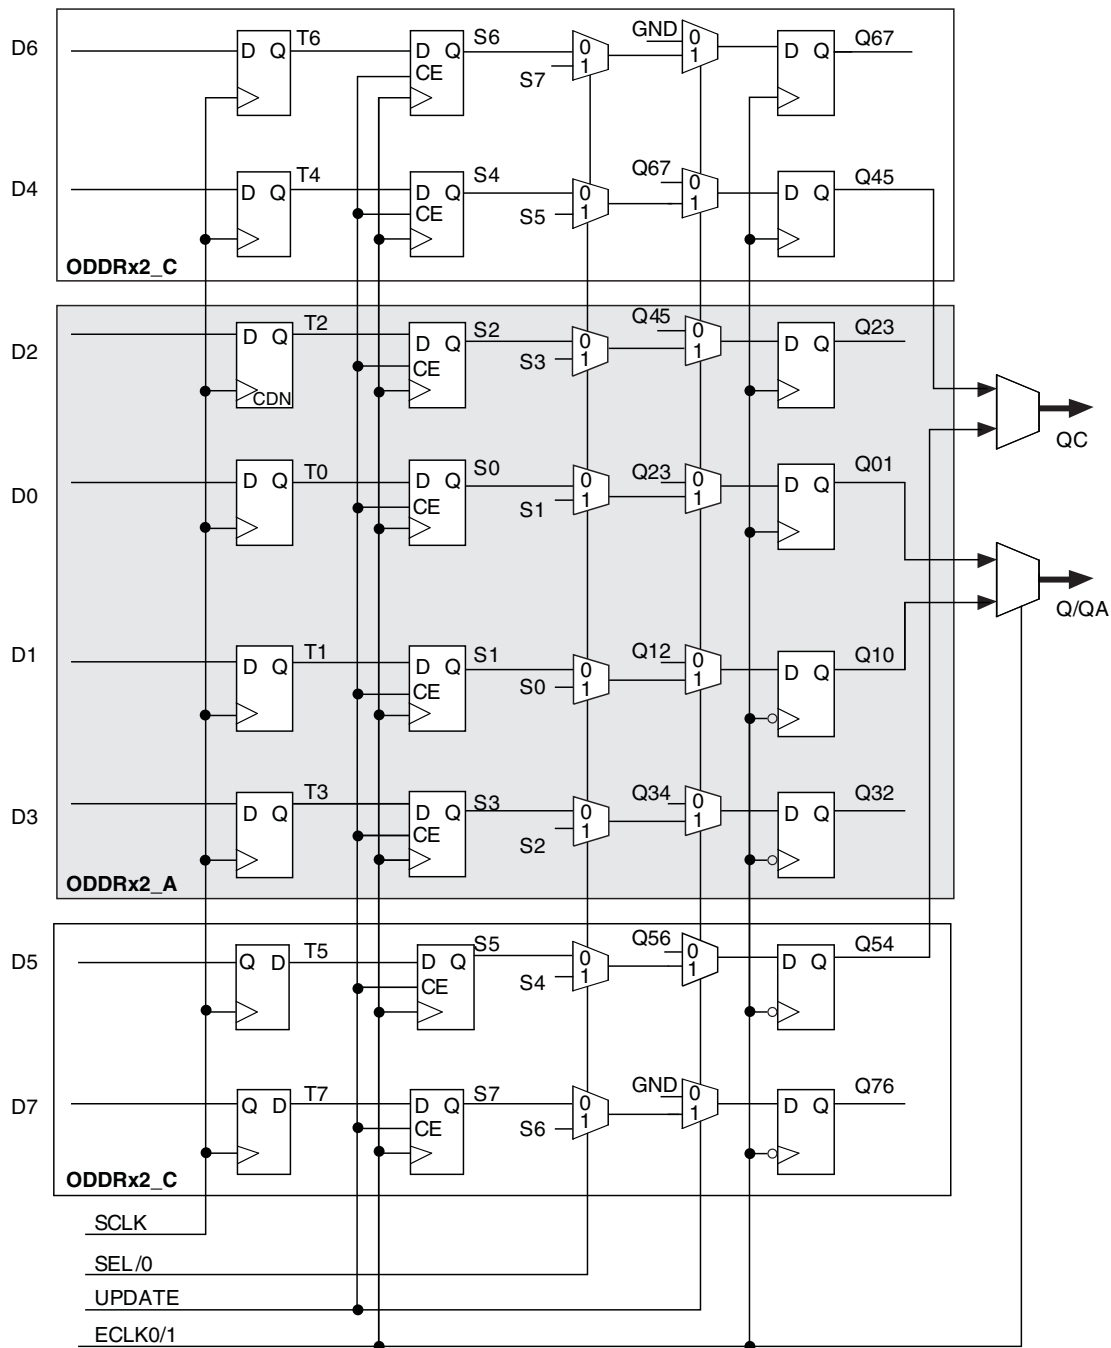 D6
D Q
T6
D Q
CE
S6
0
1
S7
GND
0
1
D Q
Q67
D4
D Q
T4
D Q
CE
S4
0
1
S5
Q67
0
1
D Q
Q45
ODDRx2_C
D2
D Q
CDN
T2
D Q
CE
S2
0
1
S3
Q45
0
1
D Q
Q23
QC
D0
D Q
T0
D Q
CE
S0
0
1
S1
Q23
0
1
D Q
Q01
Q/QA
D1
D Q
T1
D Q
CE
S1
0
1
S0
Q12
0
1
D Q
Q10
D3
D Q
T3
D Q
CE
S3
0
1
S2
Q34
0
1
D Q
Q32
ODDRx2_A
D5
Q D
T5
D Q
CE
S5
0
1
S4
Q56
0
1
D Q
Q54
D7
Q D
T7
D Q
CE
S7
0
1
S6
GND
0
1
D Q
Q76
ODDRx2_C
SCLK
SEL/0
UPDATE
ECLK0/1